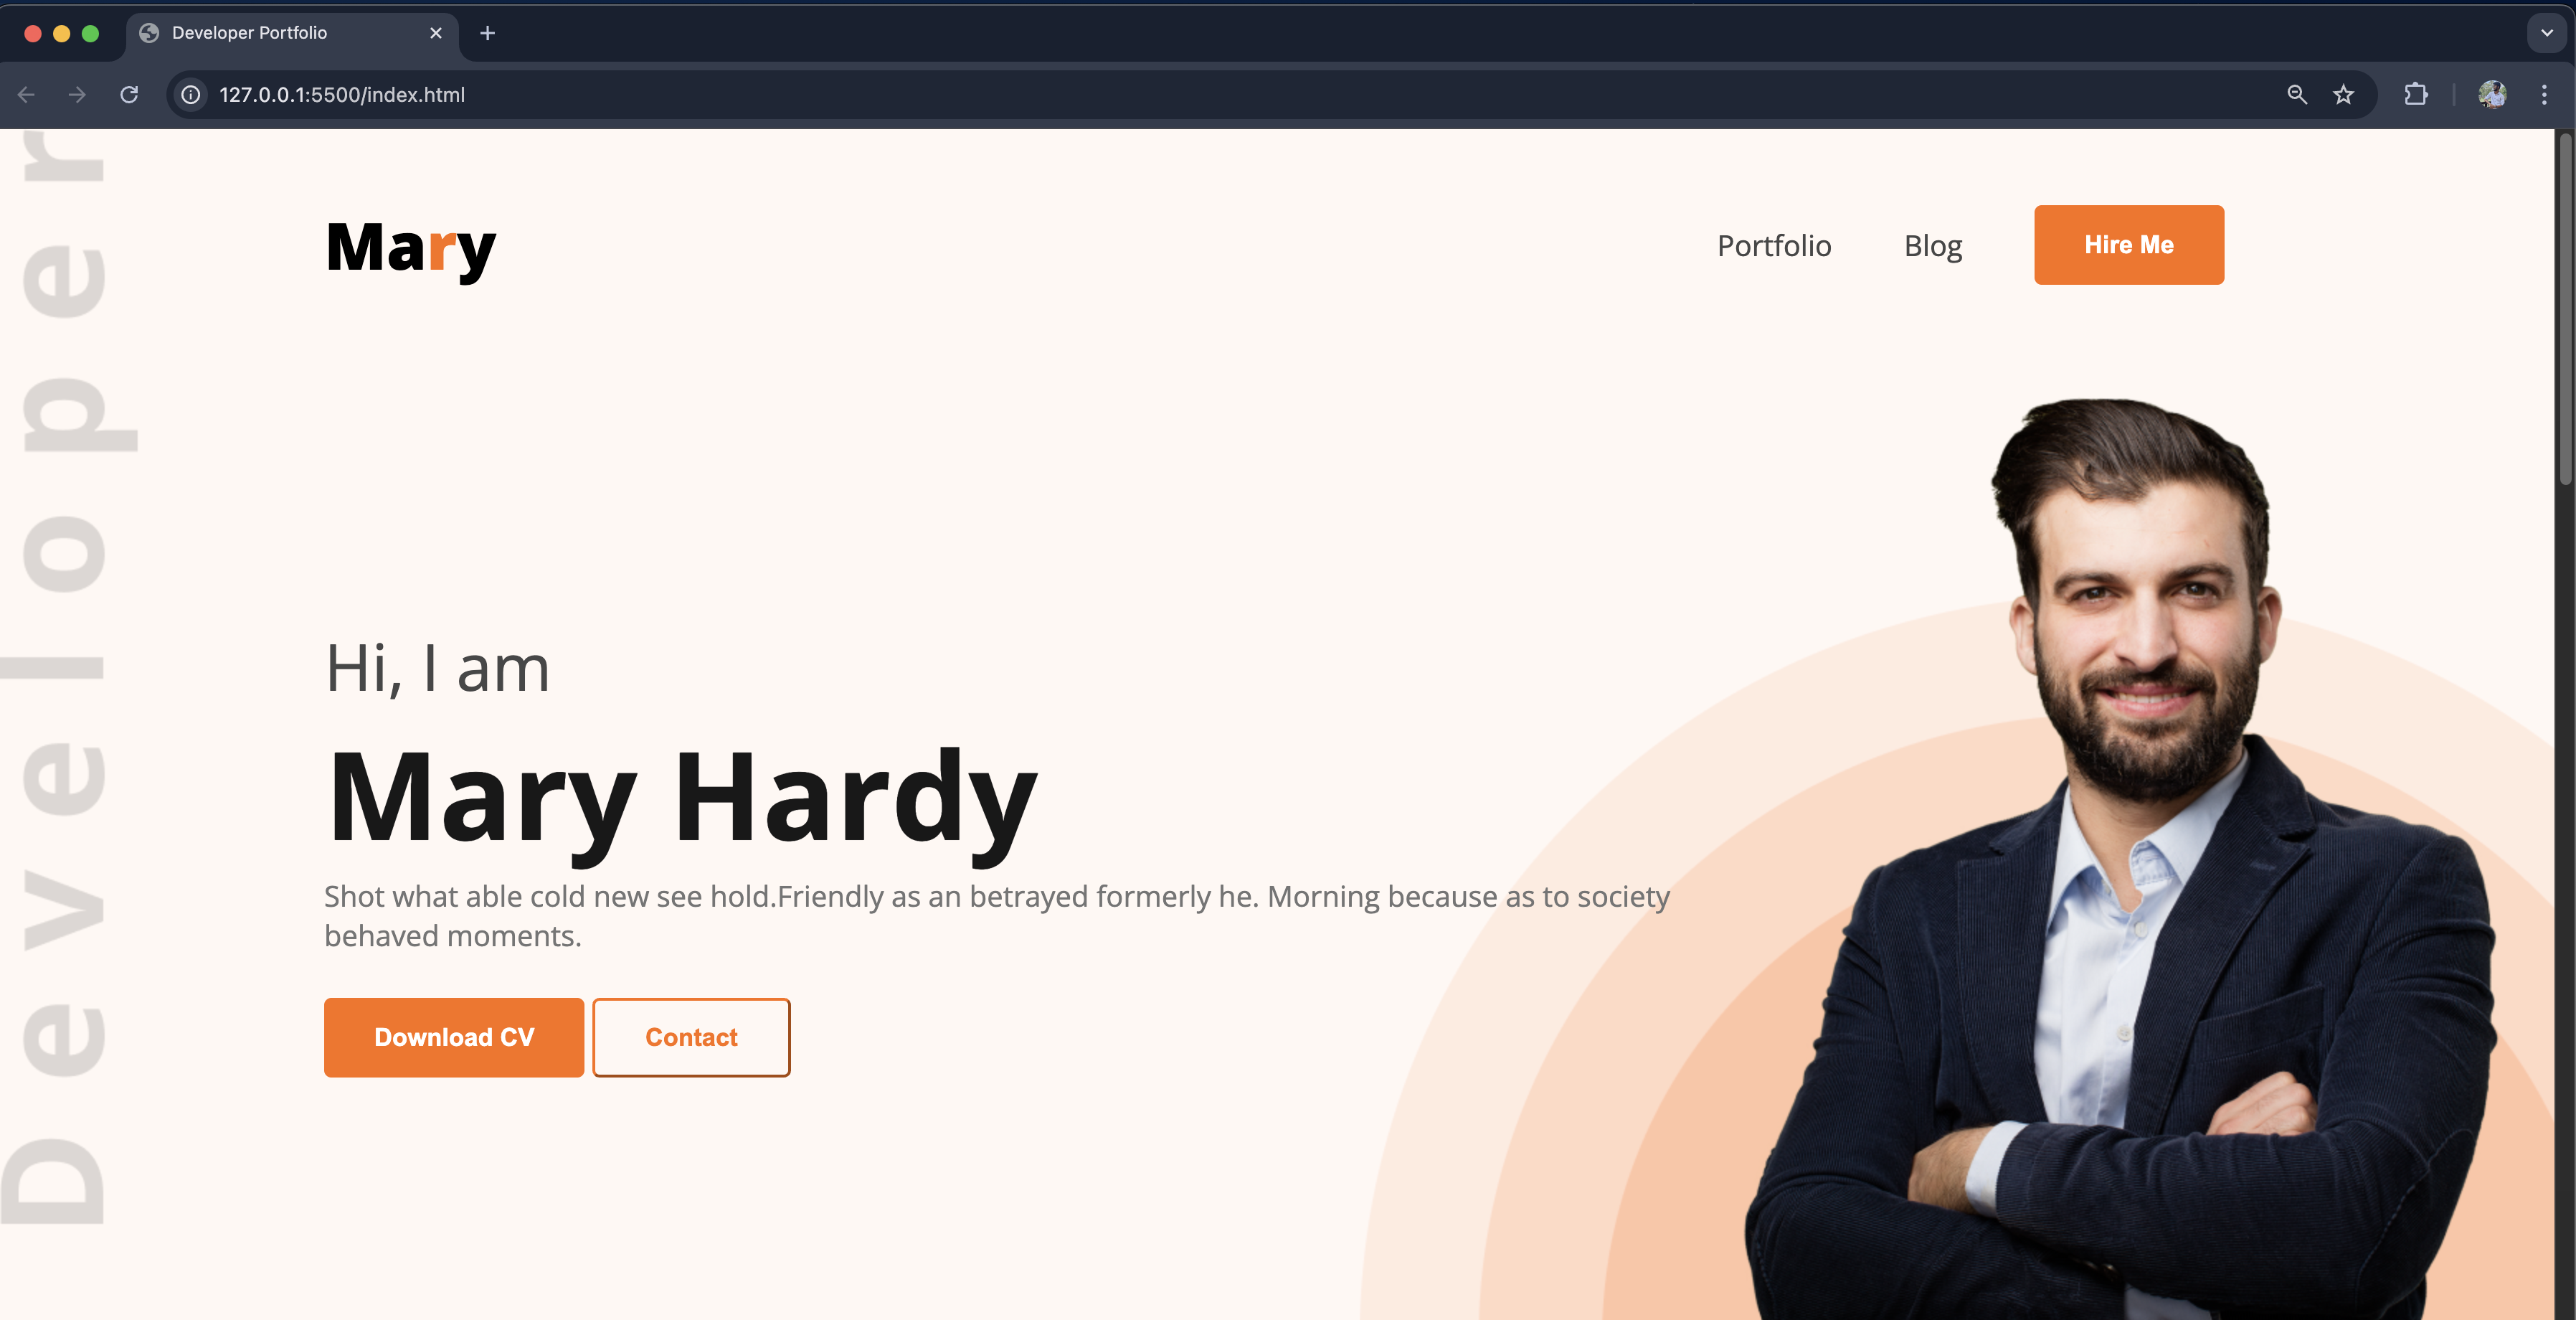 Developer Portfolio
127.0.0.1:5500/index.html
Developer
Mary
Portfolio
Blog
Hire Me
Hi, I am
Mary Hardy
Shot what able cold new see hold.Friendly as an betrayed formerly he. Morning because as to society
behaved moments.
Download CV
Contact